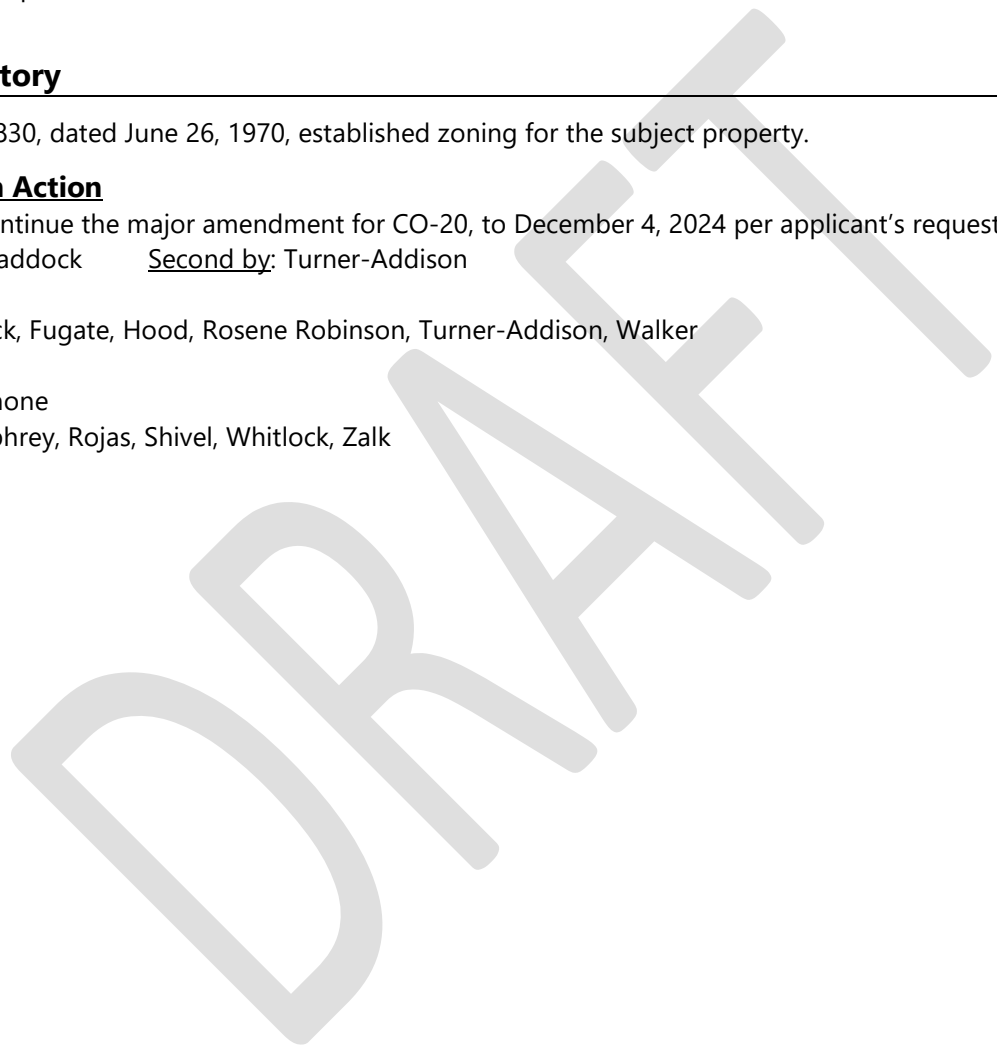 tory
330, dated June 26, 1970, established zoning for the subject property.
n Action
ntinue the major amendment for CO-20, to December 4, 2024 per applicant’s request
addock Second by: Turner-Addison
ck, Fugate, Hood, Rosene Robinson, Turner-Addison, Walker
none
hrey, Rojas, Shivel, Whitlock, Zalk
DRAFT